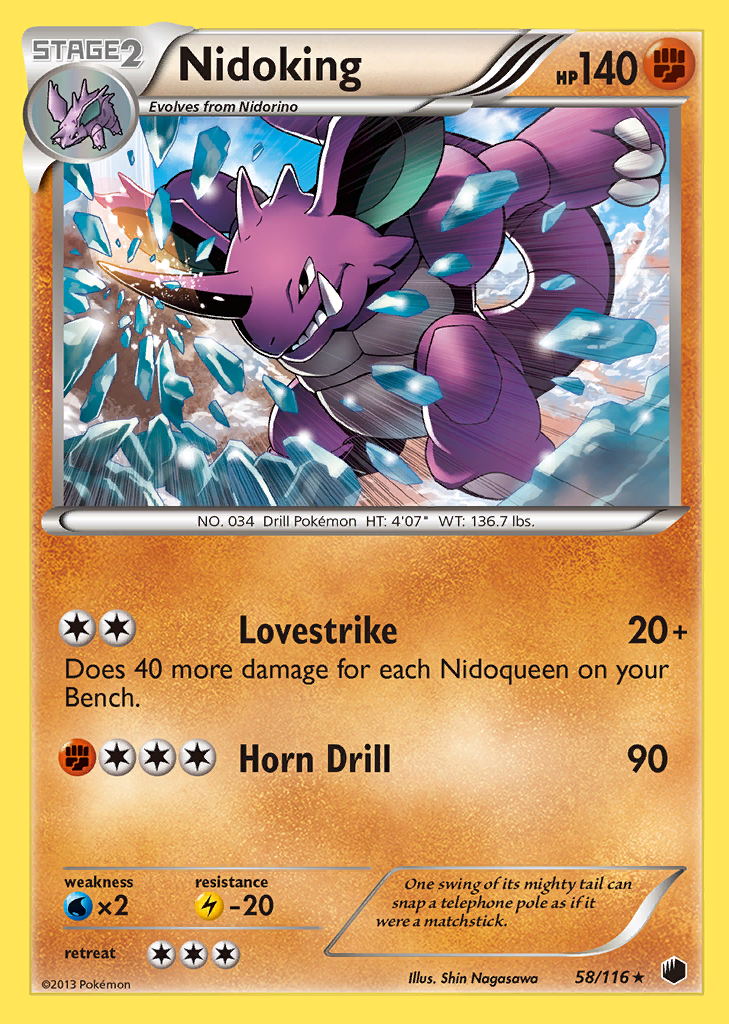 STAGE2
Nidoking
HP140
Evolves from Nidorino
NO. 034 Drill Pokémon HT: 4'07" WT: 136.7 lbs.
Lovestrike 20+
Does 40 more damage for each Nidoqueen on your
Bench.
Horn Drill 90
weakness resistance
×2 -20
One swing of its mighty tail can
snap a telephone pole as if it
were a matchstick.
retreat
©2013 Pokémon
Illus. Shin Nagasawa
58/116 ★